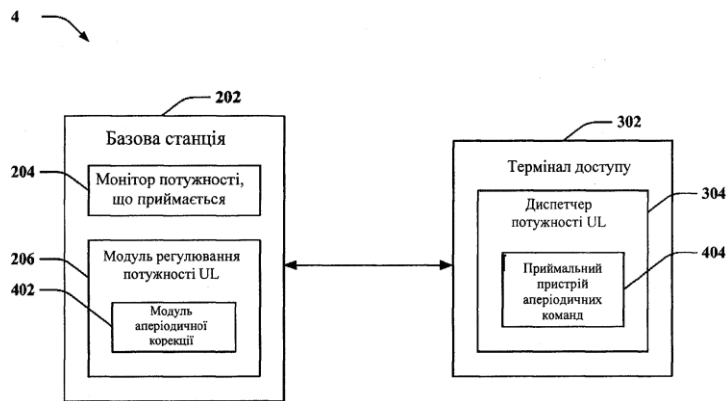 4
202
Базова станція
204
Монітор потужності,
що приймається
206
Модуль регулювання
потужності UL
402
Модуль
аперіодичної
корекції
302
Термінал доступу
304
Диспетчер
потужності UL
404
Приймальний
пристрій
аперіодичних
команд